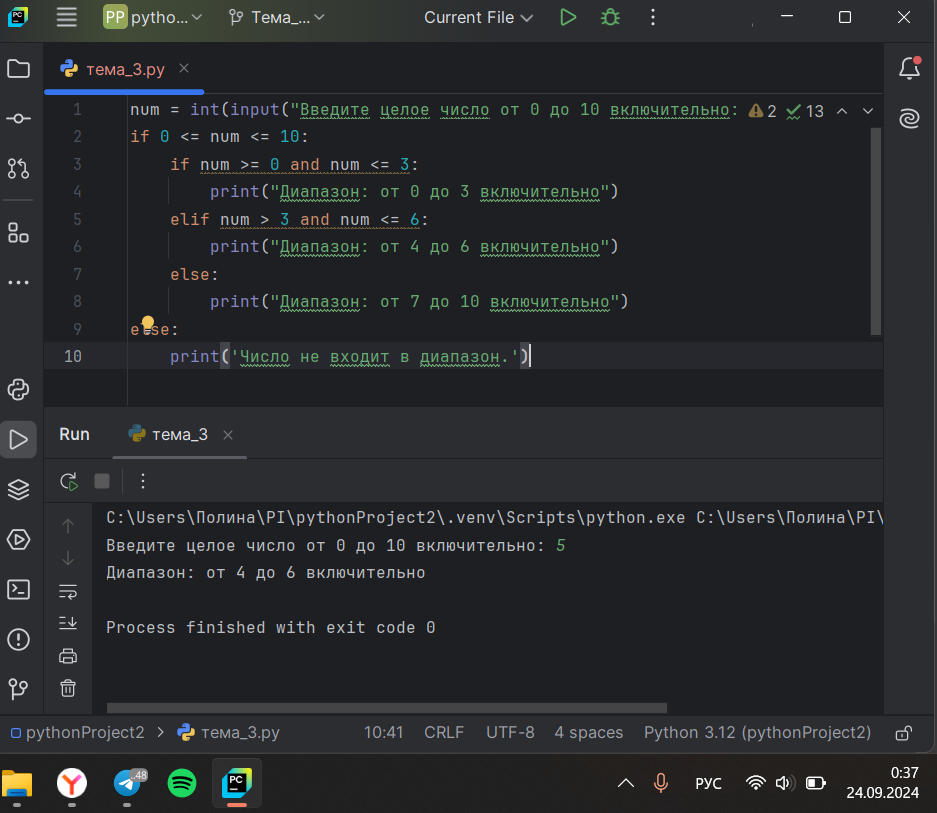 PC
PP pytho... Тема_... Current File
тема_3.py
1 num = int(input("Введите целое число от 0 до 10 включительно: 2 13
2 if 0 <= num <= 10:
3 if num >= 0 and num <= 3:
4 print("Диапазон: от 0 до 3 включительно")
5 elif num > 3 and num <= 6:
6 print("Диапазон: от 4 до 6 включительно")
7 else:
8 print("Диапазон: от 7 до 10 включительно")
9 else:
10 print('Число не входит в диапазон.')
Run тема_3
C:\Users\Полина\PI\pythonProject2\.venv\Scripts\python.exe C:\Users\Полина\PI\
Введите целое число от 0 до 10 включительно: 5
Диапазон: от 4 до 6 включительно
Process finished with exit code 0
pythonProject2 > тема_3.py 10:41 CRLF UTF-8 4 spaces Python 3.12 (pythonProject2)
48
PC
РУС
0:37
24.09.2024